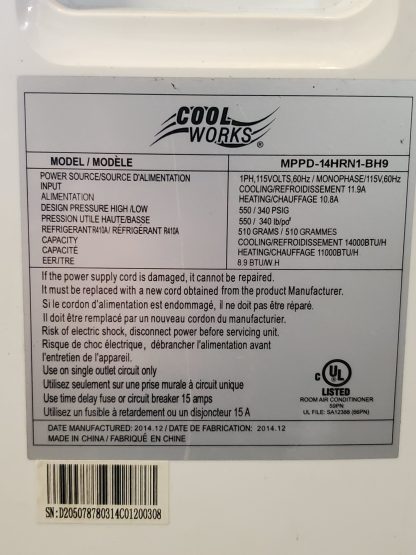 COOL
WORKS®
MODEL / MODÈLE MPPD-14HRN1-BH9
POWER SOURCE/SOURCE D'ALIMENTATION 1PH,115VOLTS,60Hz / MONOPHASE/115V,60Hz
INPUT COOLING/REFROIDISSEMENT 11.9A
ALIMENTATION HEATING/CHAUFFAGE 10.8A
DESIGN PRESSURE HIGH /LOW 550 / 340 PSIG
PRESSION UTILE HAUTE/BASSE 550 / 340 lb/po²
REFRIGERANT R410A/ RÉFRIGÉRANT R410A 510 GRAMS / 510 GRAMMES
CAPACITY COOLING/REFROIDISSEMENT 14000BTU/H
CAPACITÉ HEATING/CHAUFFAGE 11000BTU/H
EER/ITRE 8.9 BTU/W.H
If the power supply cord is damaged, it cannot be repaired.
It must be replaced with a new cord obtained from the product Manufacturer.
Si le cordon d'alimentation est endommagé, il ne doit pas être réparé.
Il doit être remplacé par un nouveau cordon du manufacturier.
Risk of electric shock, disconnect power before servicing unit.
Risque de choc électrique, débrancher l'alimentation avant
l'entretien de l'appareil.
Use on single outlet circuit only
Utilisez seulement sur une prise murale à circuit unique
Use time delay fuse or circuit breaker 15 amps
Utilisez un fusible à retardement ou un disjoncteur 15 A
C UL
®
LISTED
ROOM AIR CONDITINONER
59PN
UL FILE: SA12386 (66PN)
DATE MANUFACTURED: 2014.12 / DATE DE FABRICATION: 2014.12
MADE IN CHINA / FABRIQUÉ EN CHINE
SN:D205078780314C01200308